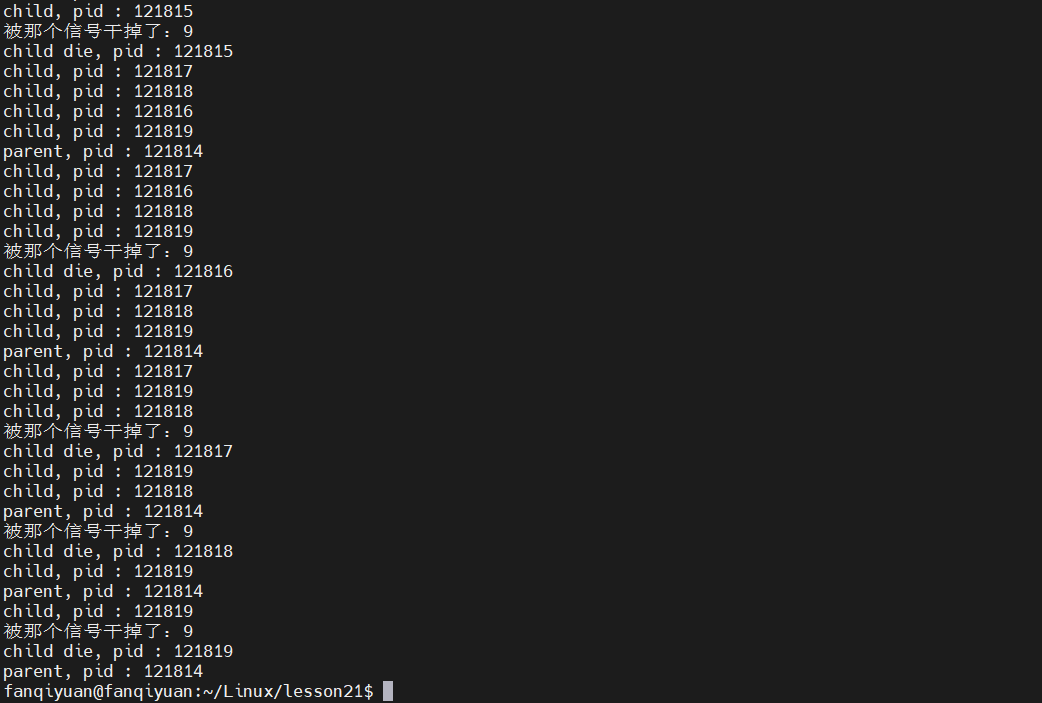 child, pid : 121815
被那个信号干掉了: 9
child die, pid : 121815
child, pid : 121817
child, pid : 121818
child, pid : 121816
child, pid : 121819
parent, pid : 121814
child, pid : 121817
child, pid : 121816
child, pid : 121818
child, pid : 121819
被那个信号干掉了: 9
child die, pid : 121816
child, pid : 121817
child, pid : 121818
child, pid : 121819
parent, pid : 121814
child, pid : 121817
child, pid : 121819
child, pid : 121818
被那个信号干掉了: 9
child die, pid : 121817
child, pid : 121819
child, pid : 121818
parent, pid : 121814
被那个信号干掉了: 9
child die, pid : 121818
child, pid : 121819
parent, pid : 121814
child, pid : 121819
被那个信号干掉了: 9
child die, pid : 121819
parent, pid : 121814
fanqiyuan@fanqiyuan:~/Linux/lesson21$